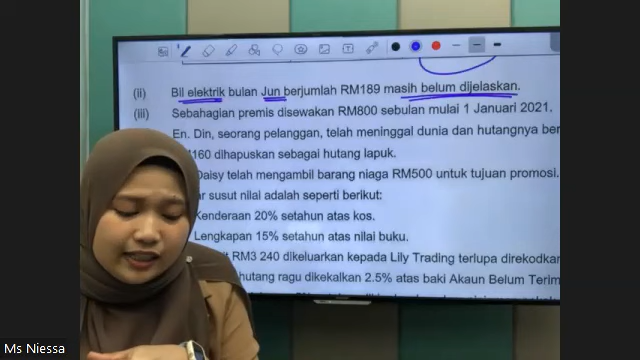 (ii) Bil elektrik bulan Jun berjumlah RM189 masih belum dijelaskan.
(iii) Sebahagian premis disewakan RM800 sebulan mulai 1 Januari 2021.
En. Din, seorang pelanggan, telah meninggal dunia dan hutangnya ber
160 dihapuskan sebagai hutang lapuk.
Daisy telah mengambil barang niaga RM500 untuk tujuan promosi.
ar susut nilai adalah seperti berikut:
Kenderaan 20% setahun atas kos.
Lengkapan 15% setahun atas nilai buku.
RM3 240 dikeluarkan kepada Lily Trading terlupa direkodkan
hutang ragu dikekalkan 2.5% atas baki Akaun Belum Terim
Ms Niessa